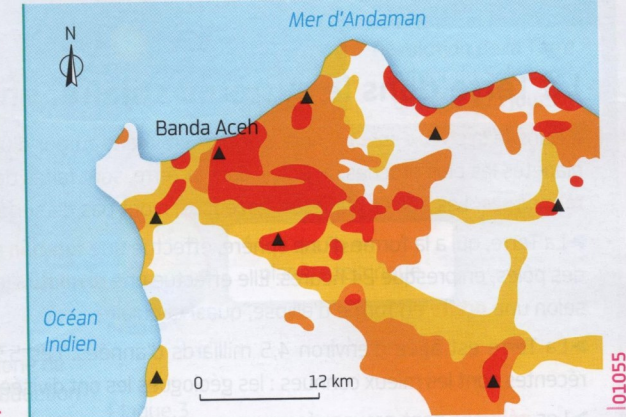 Mer d'Andaman
N
Banda Aceh
Océan
Indien
0 12 km
01055